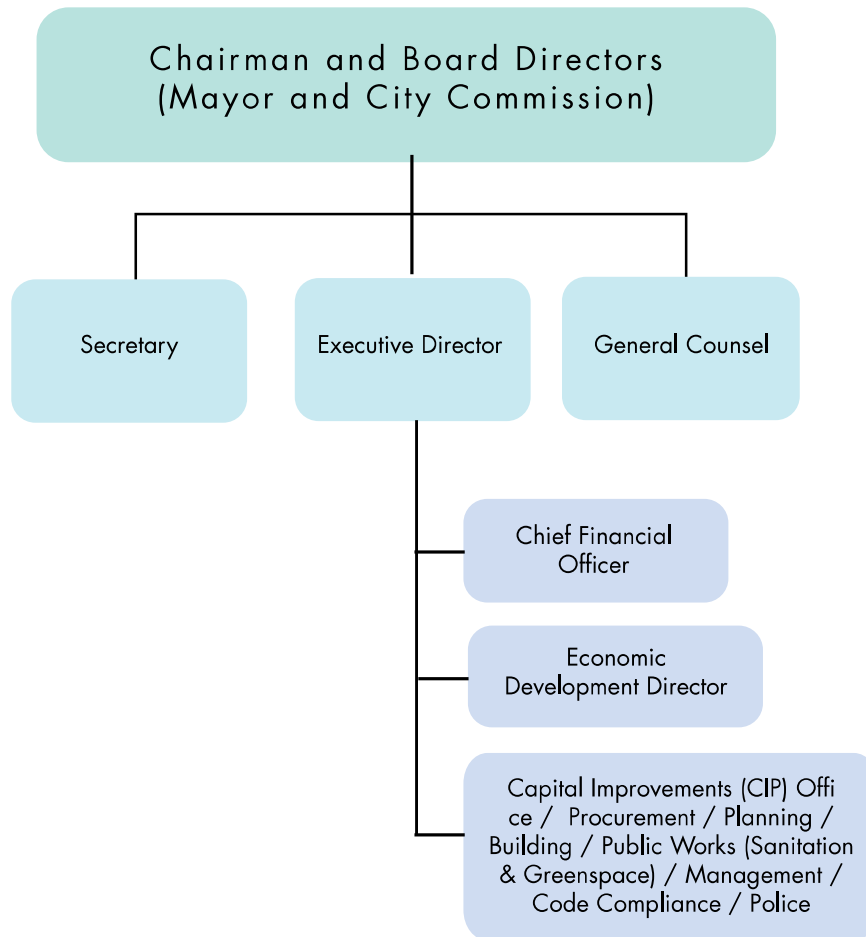 Chairman and Board Directors
(Mayor and City Commission)
Secretary
Executive Director
General Counsel
Chief Financial
Officer
Economic
Development Director
Capital Improvements (CIP) Offi
ce / Procurement / Planning /
Building / Public Works (Sanitation
& Greenspace) / Management /
Code Compliance / Police